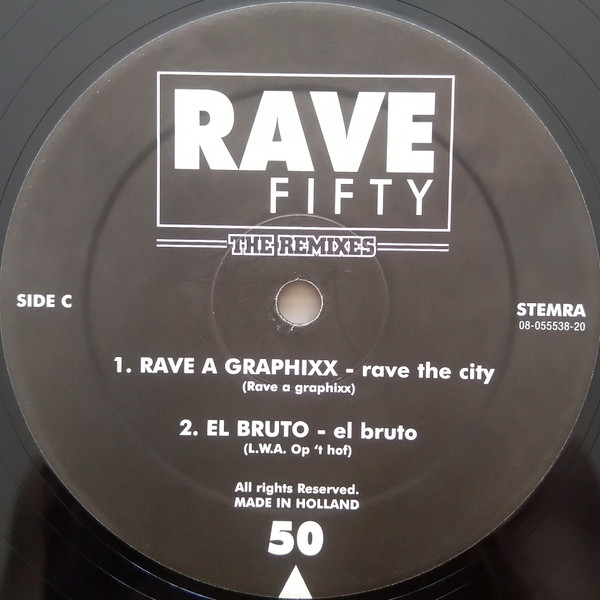 RAVE
FIFTY
THE REMIXES
SIDE C
STEMRA
08-055538-20
1. RAVE A GRAPHIXX - rave the city
(Rave a graphixx)
2. EL BRUTO - el bruto
(L.W.A. Op ‘t hof)
All rights Reserved.
MADE IN HOLLAND
50